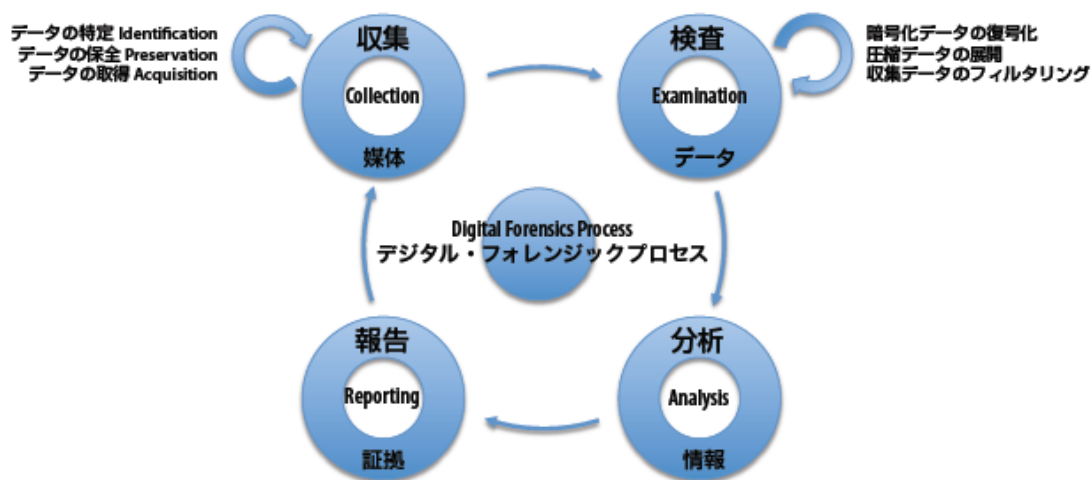 データの特定 Identification
データの保全 Preservation
データの取得 Acquisition
収集
Collection
媒体
検査
Examination
データ
暗号化データの復号化
圧縮データの展開
収集データのフィルタリング
Digital Forensics Process
デジタル・フォレンジックプロセス
報告
Reporting
証拠
分析
Analysis
情報